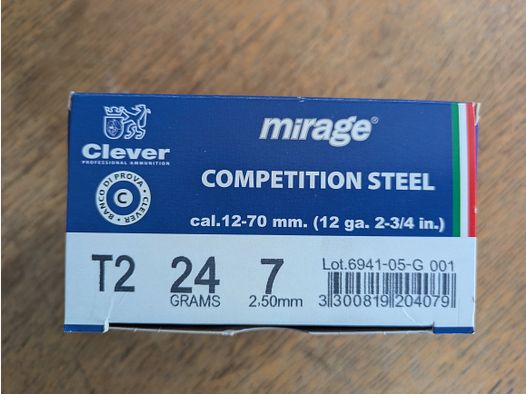 mirage®
Clever
PROFESSIONAL AMMUNITION
BANCO DI PROVA • CLEVER •
C
COMPETITION STEEL
cal.12-70 mm. (12 ga. 2-3/4 in.)
T2 24 7 Lot.6941-05-G 001
GRAMS 2.50mm 3 300819 204079